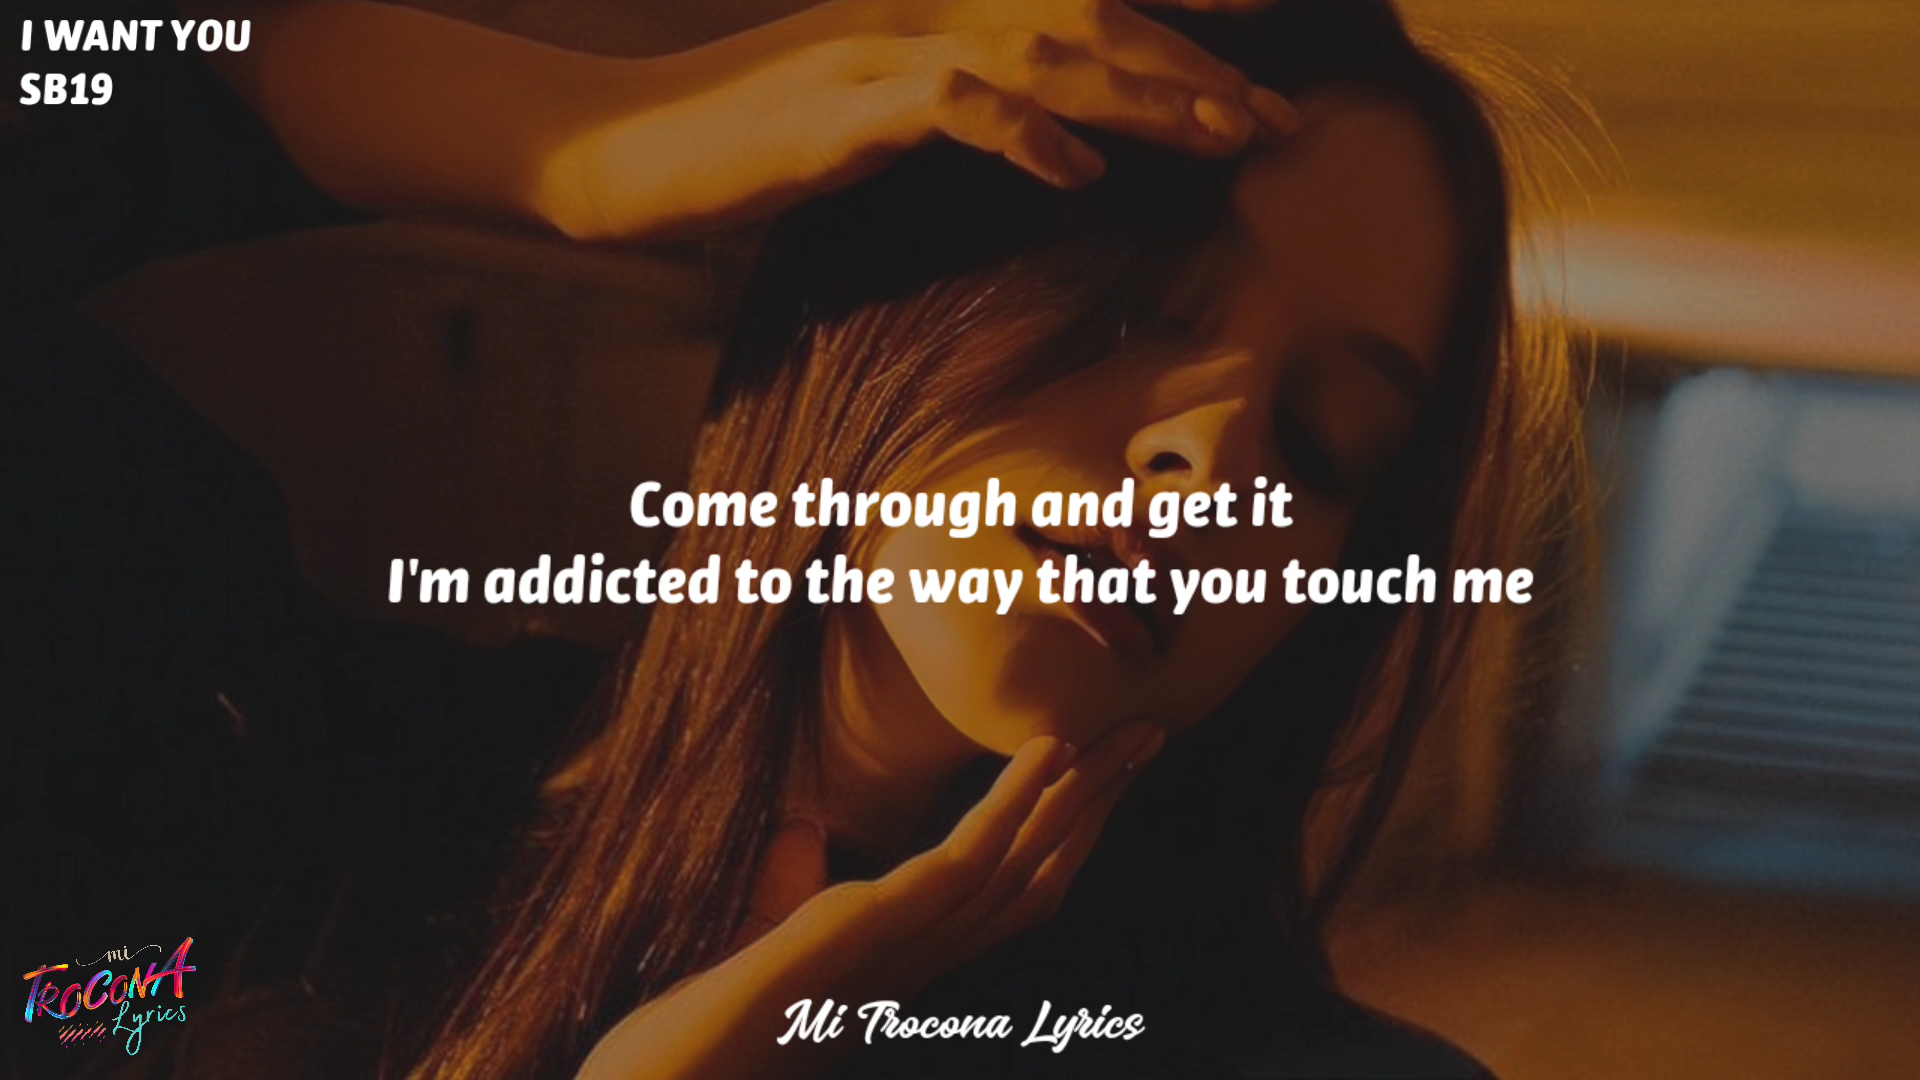 I WANT YOU
SB19
Come through and get it
I'm addicted to the way that you touch me
mi
TROCONA
Lyrics
Mi Trocona Lyrics